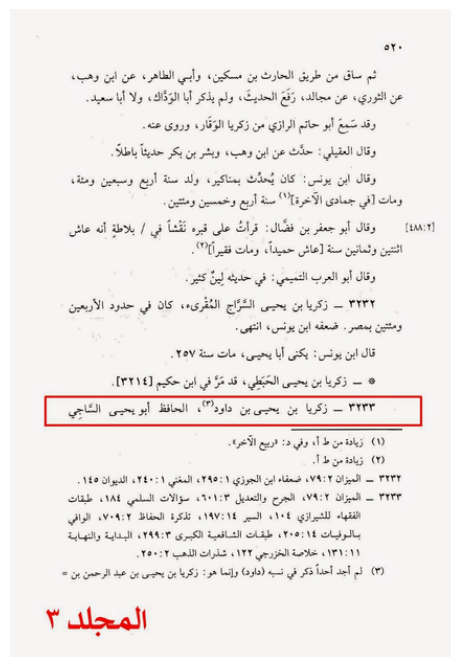 ٥٢٠
ثم ساق من طريق الحارث بن مسكين، وأبي الطاهر، عن ابن وهب،
عن الثوري، عن مجالد، رَفَعَ الحديثَ، ولم يذكر أبا الوَدَّاك، ولا أبا سعيد.
وقد سَمِعَ أبو حاتم الرازي من زكريا الوَقَار، وروى عنه.
وقال العقيلي: حدَّث عن ابن وهب، وبشر بن بكر حديثاً باطلاً.
وقال ابن يونس: كان يُحدِّث بمناكير، ولد سنة أربع وسبعين ومئة،
ومات [في جمادى الآخرة](١) سنة أربع وخمسين ومئتين.
[٤٨٨:٢] وقال أبو جعفر بن فضَّال: قرأتُ على قبره نَقْشاً في / بلاطةٍ أنه عاش
اثنتين وثمانين سنة [عاش حميداً، ومات فقيراً](٢).
وقال أبو العرب التميمي: في حديثه لِينٌ كثير.
٣٢٣٢ ــ زكريا بن يحيى السَّرَّاج المُقْرىء، كان في حدود الأربعين
ومئتين بمصر. ضعفه ابن يونس، انتهى.
قال ابن يونس: يكنى أبا يحيى، مات سنة ٢٥٧.
* ــ زكريا بن يحيى الحَبَطِي، قد مَرَّ في ابن حكيم [٣٢١٤].
٣٢٣٣ ــ زكريا بن يحيى بن داود(٣)، الحافظ أبو يحيى السَّاجِي
(١) زيادة من ط أ، وفي د: «ربيع الآخر».
(٢) زيادة من ط أ.
٣٢٣٢ ــ الميزان ٧٩:٢، ضعفاء ابن الجوزي ٢٩٥:١، المغني ٢٤٠:١، الديوان ١٤٥.
٣٢٣٣ ــ الميزان ٧٩:٢، الجرح والتعديل ٦٠١:٣، سؤالات السلمي ١٨٤، طبقات
الفقهاء للشيرازي ١٠٤، السير ١٩٧:١٤، تذكرة الحفاظ ٧٠٩:٢، الوافي
بالوفيات ٢٠٥:١٤، طبقات الشافعية الكبرى ٢٩٩:٣، البداية والنهاية
١٣١:١١، خلاصة الخزرجي ١٢٢، شذرات الذهب ٢٥٠:٢.
(٣) لم أجد أحداً ذكر في نسبه (داود) وإنما هو: زكريا بن يحيى بن عبد الرحمن بن =
المجلد ٣